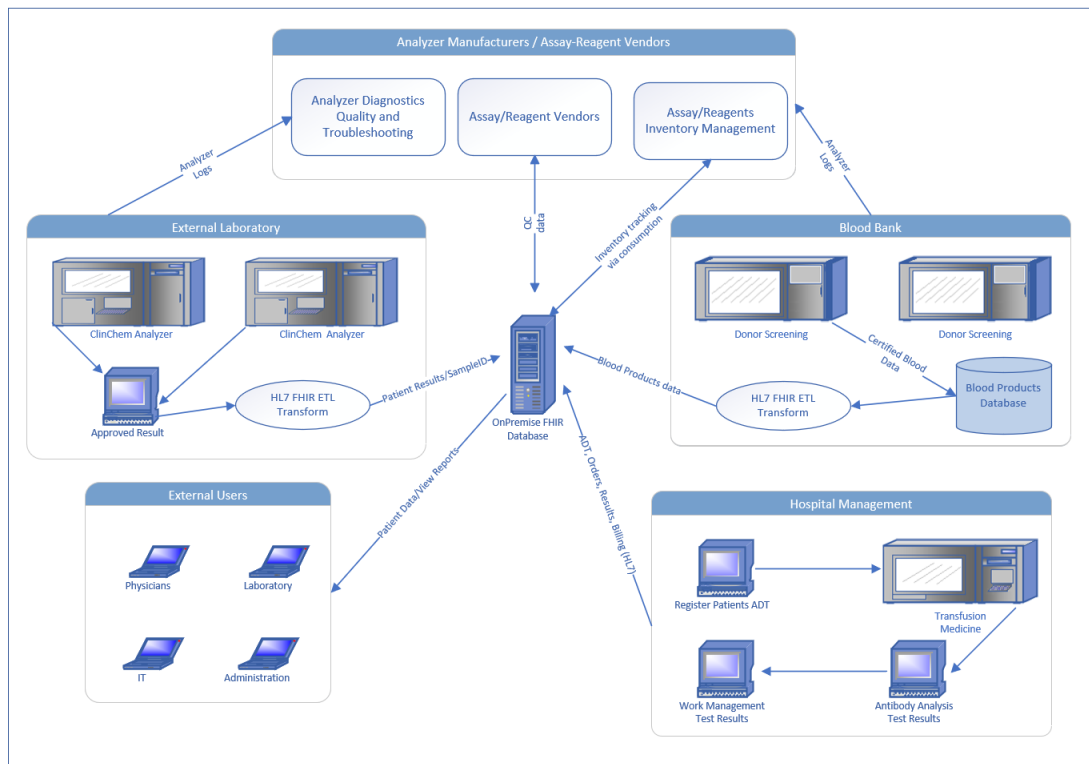 Analyzer Manufacturers / Assay-Reagent Vendors
Analyzer Diagnostics
Quality and
Troubleshooting
Assay/Reagent Vendors
Assay/Reagents
Inventory Management
Analyzer
Logs
QC
data
Inventory tracking
via consumption
Analyzer
Logs
External Laboratory
ClinChem Analyzer
ClinChem Analyzer
Approved Result
HL7 FHIR ETL
Transform
Patient Results/SampleID
OnPremise FHIR
Database
Blood Bank
Donor Screening
Donor Screening
Certified Blood
Data
Blood Products
Database
HL7 FHIR ETL
Transform
Blood Products data
Patient Data/View Reports
ADT, Orders, Results, Billing (HL7)
External Users
Physicians
Laboratory
IT
Administration
Hospital Management
Register Patients ADT
Transfusion
Medicine
Work Management
Test Results
Antibody Analysis
Test Results